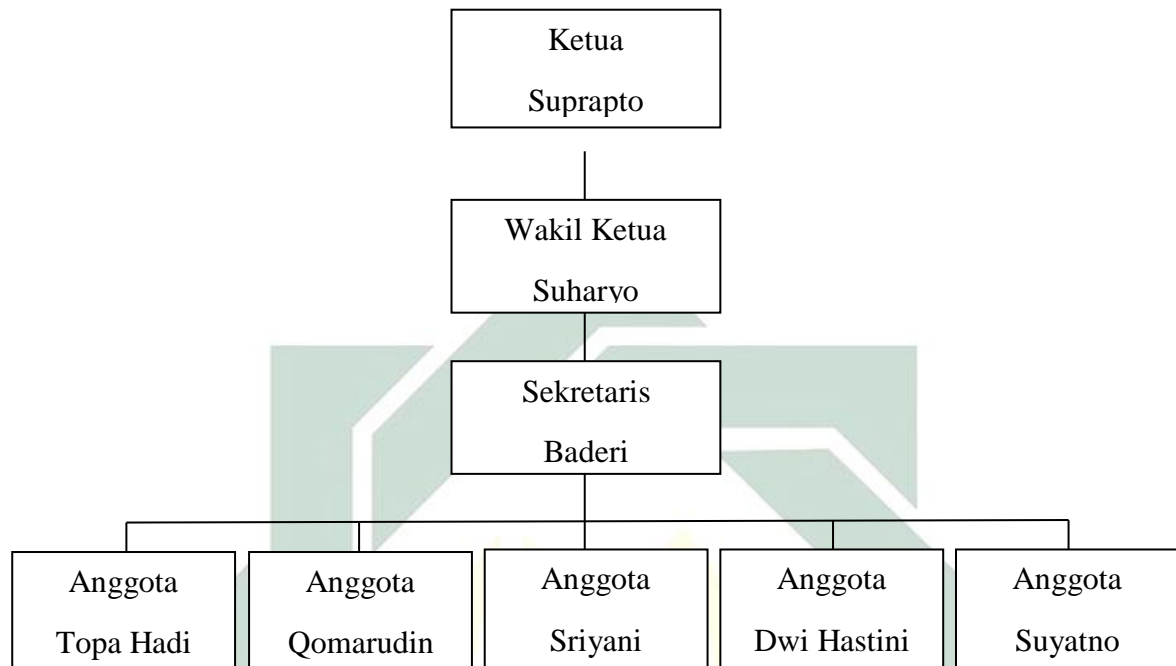 Ketua
Suprapto
Wakil Ketua
Suharyo
Sekretaris
Baderi
Anggota
Topa Hadi
Anggota
Qomarudin
Anggota
Sriyani
Anggota
Dwi Hastini
Anggota
Suyatno